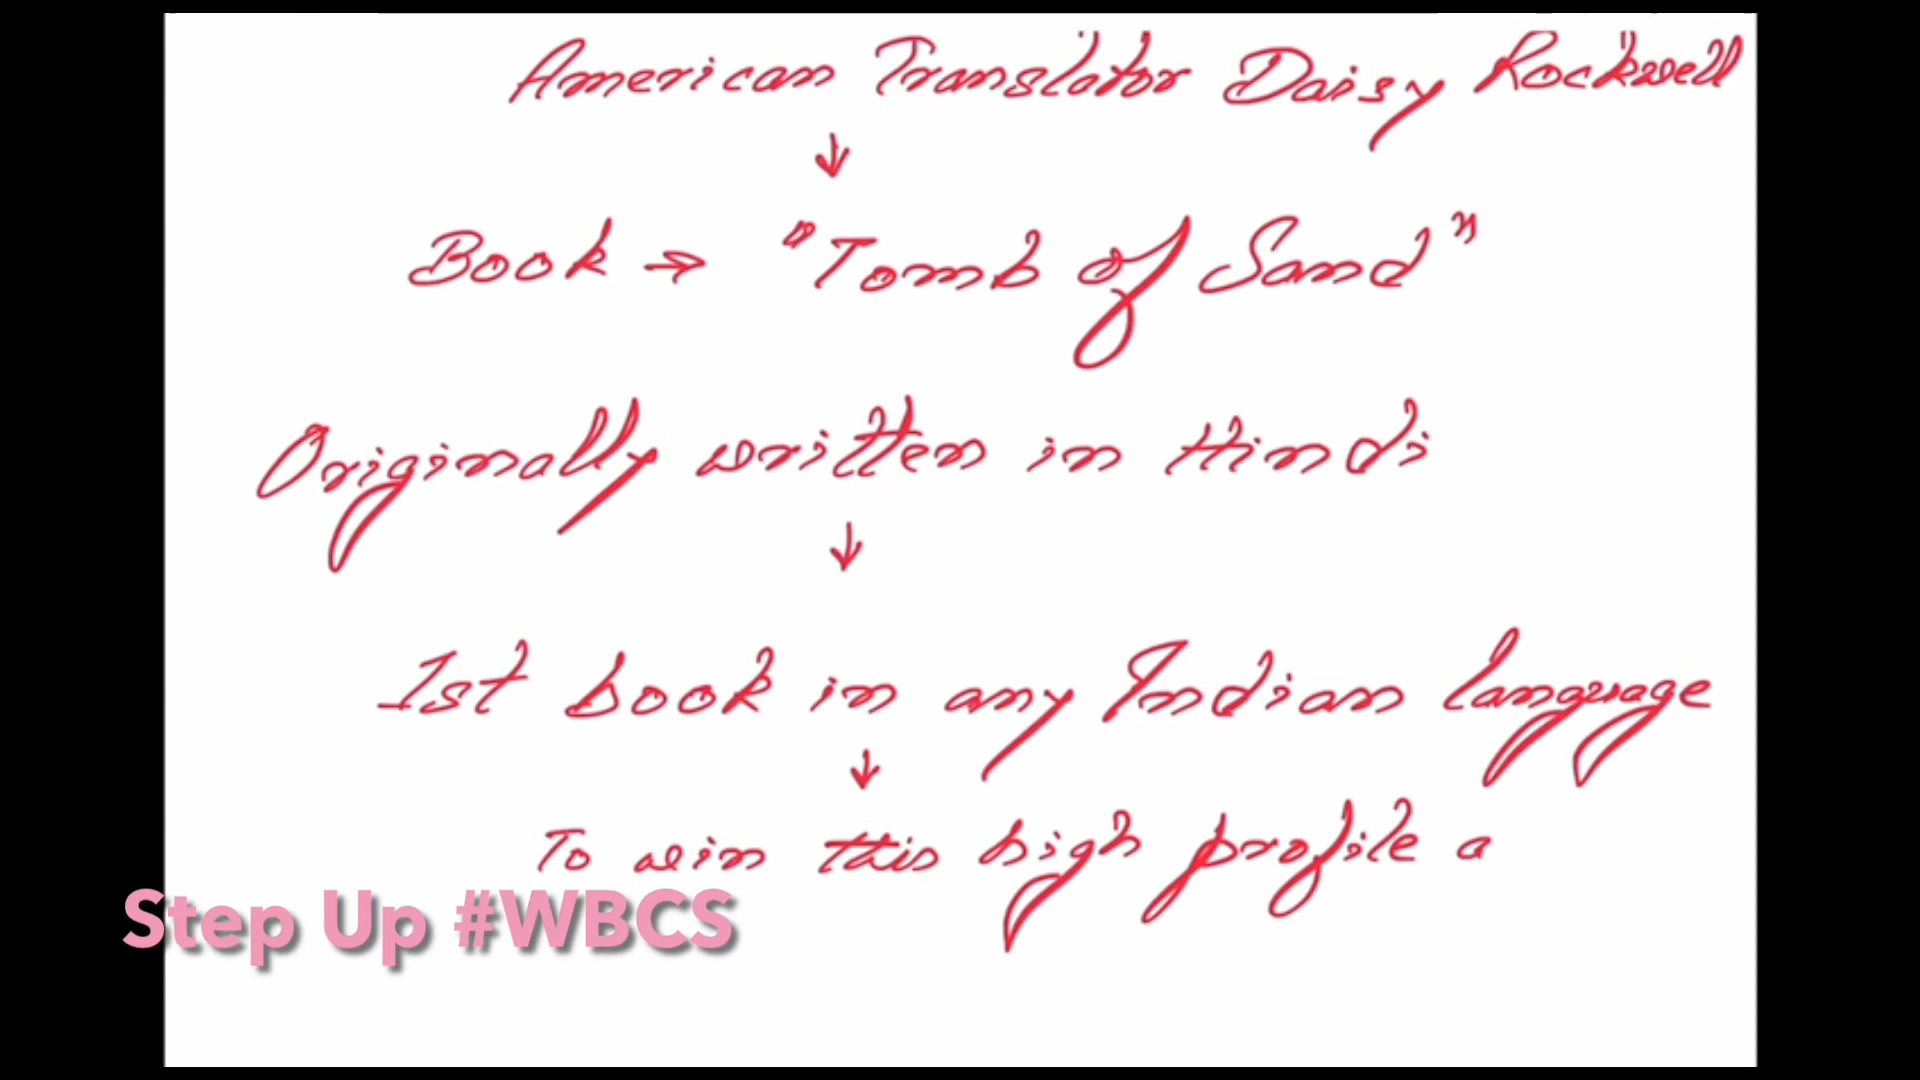 American Translator Daisy Rockwell
↓
Book → "Tomb of Sand"
Originally written in Hindi
↓
1st book in any Indian language
↓
To win this high profile a
Step Up #WBCS